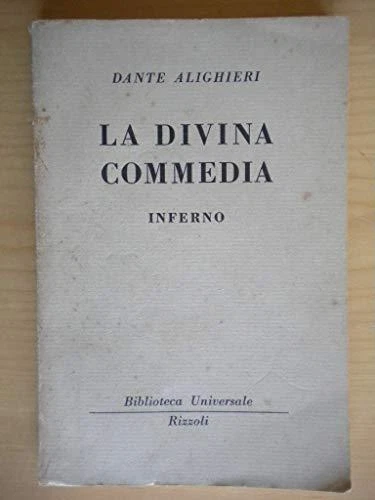 DANTE ALIGHIERI
LA DIVINA
COMMEDIA
INFERNO
Biblioteca Universale
Rizzoli